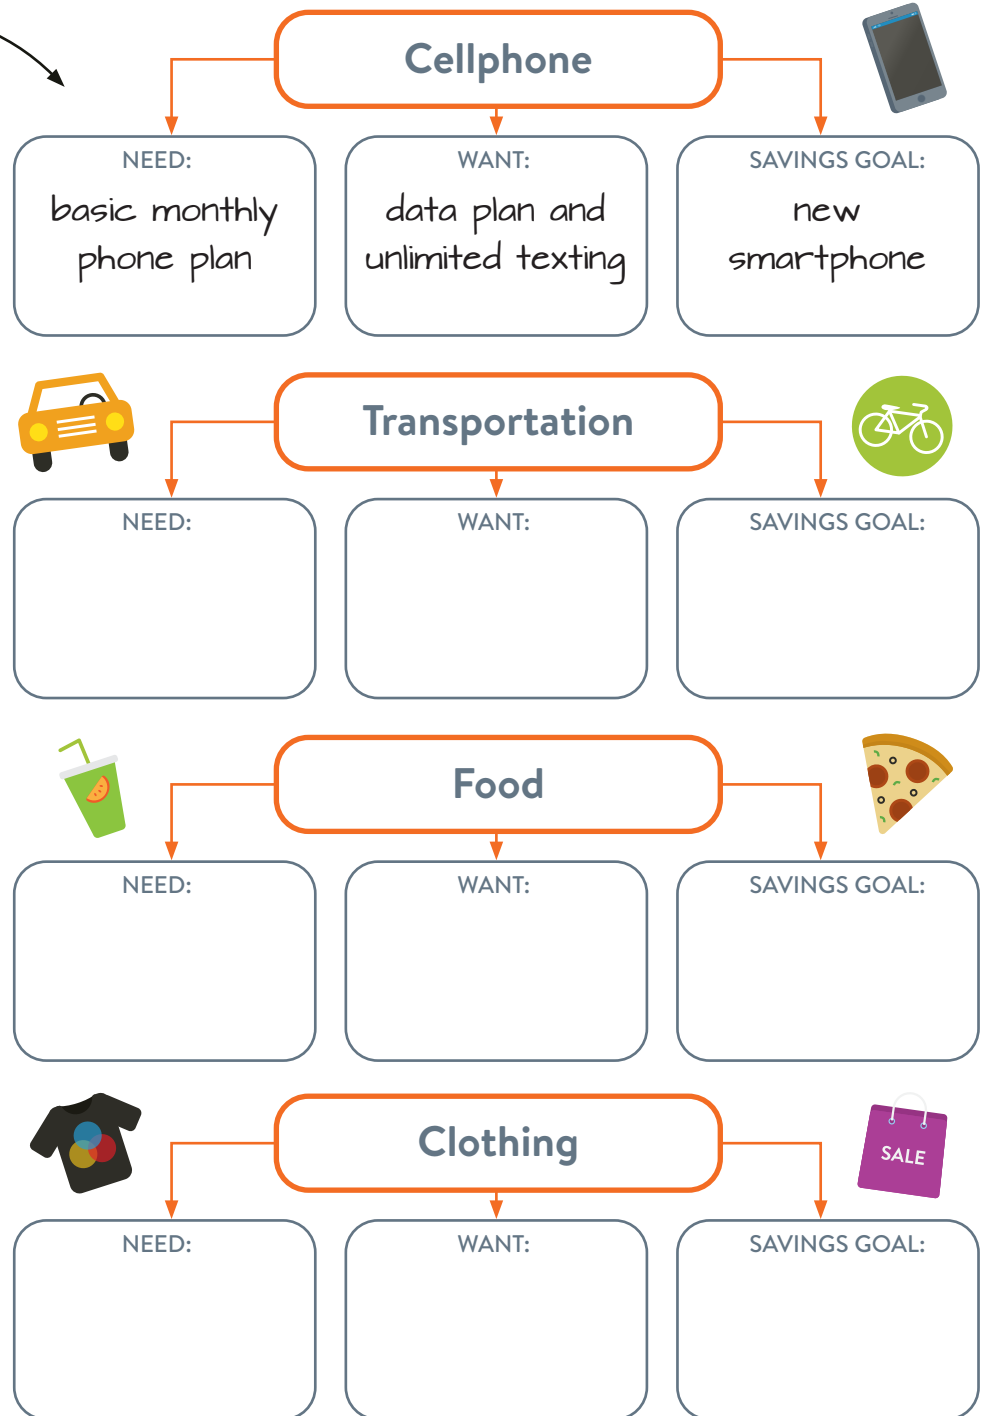 Cellphone
NEED:
basic monthly
phone plan
WANT:
data plan and
unlimited texting
SAVINGS GOAL:
new
smartphone
Transportation
NEED:
WANT:
SAVINGS GOAL:
Food
NEED:
WANT:
SAVINGS GOAL:
Clothing
SALE
NEED:
WANT:
SAVINGS GOAL: